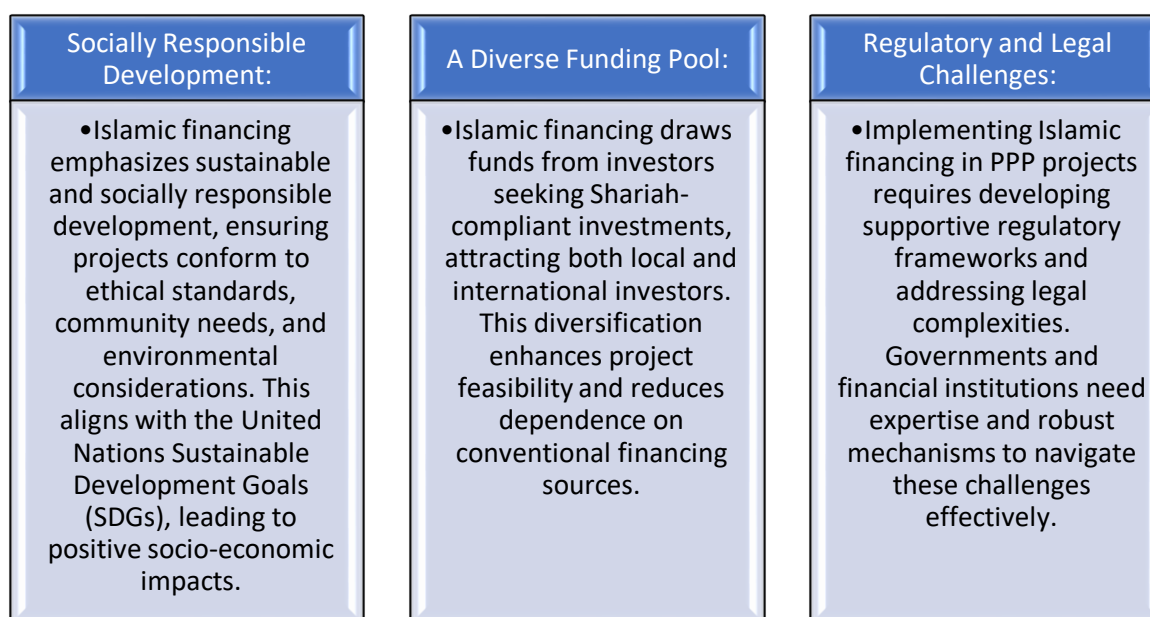 Socially Responsible
Development:
•Islamic financing
emphasizes sustainable
and socially responsible
development, ensuring
projects conform to
ethical standards,
community needs, and
environmental
considerations. This
aligns with the United
Nations Sustainable
Development Goals
(SDGs), leading to
positive socio-economic
impacts.
A Diverse Funding Pool:
•Islamic financing draws
funds from investors
seeking Shariah-
compliant investments,
attracting both local and
international investors.
This diversification
enhances project
feasibility and reduces
dependence on
conventional financing
sources.
Regulatory and Legal
Challenges:
•Implementing Islamic
financing in PPP projects
requires developing
supportive regulatory
frameworks and
addressing legal
complexities.
Governments and
financial institutions need
expertise and robust
mechanisms to navigate
these challenges
effectively.